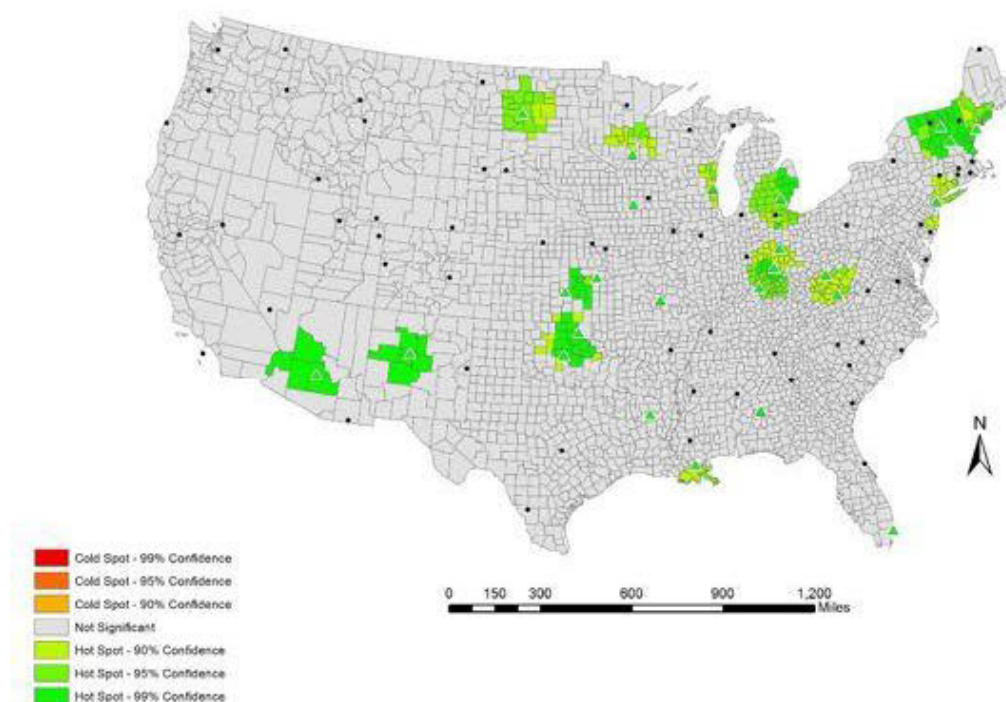 N
Cold Spot - 99% Confidence
Cold Spot - 95% Confidence
Cold Spot - 90% Confidence
Not Significant
Hot Spot - 90% Confidence
Hot Spot - 95% Confidence
Hot Spot - 99% Confidence
0 150 300 600 900 1,200
Miles